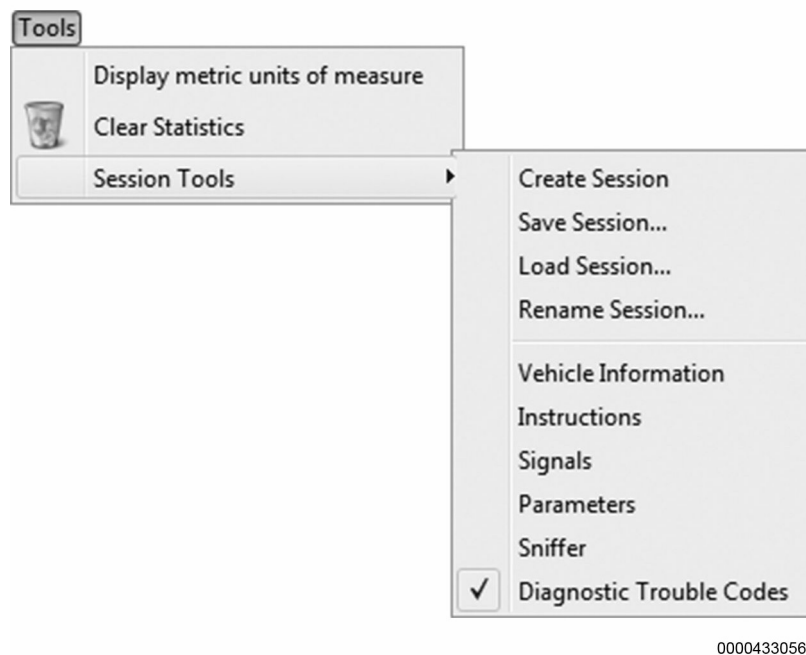 Tools
Display metric units of measure
Clear Statistics
Session Tools
Create Session
Save Session...
Load Session...
Rename Session...
Vehicle Information
Instructions
Signals
Parameters
Sniffer
Diagnostic Trouble Codes
0000433056